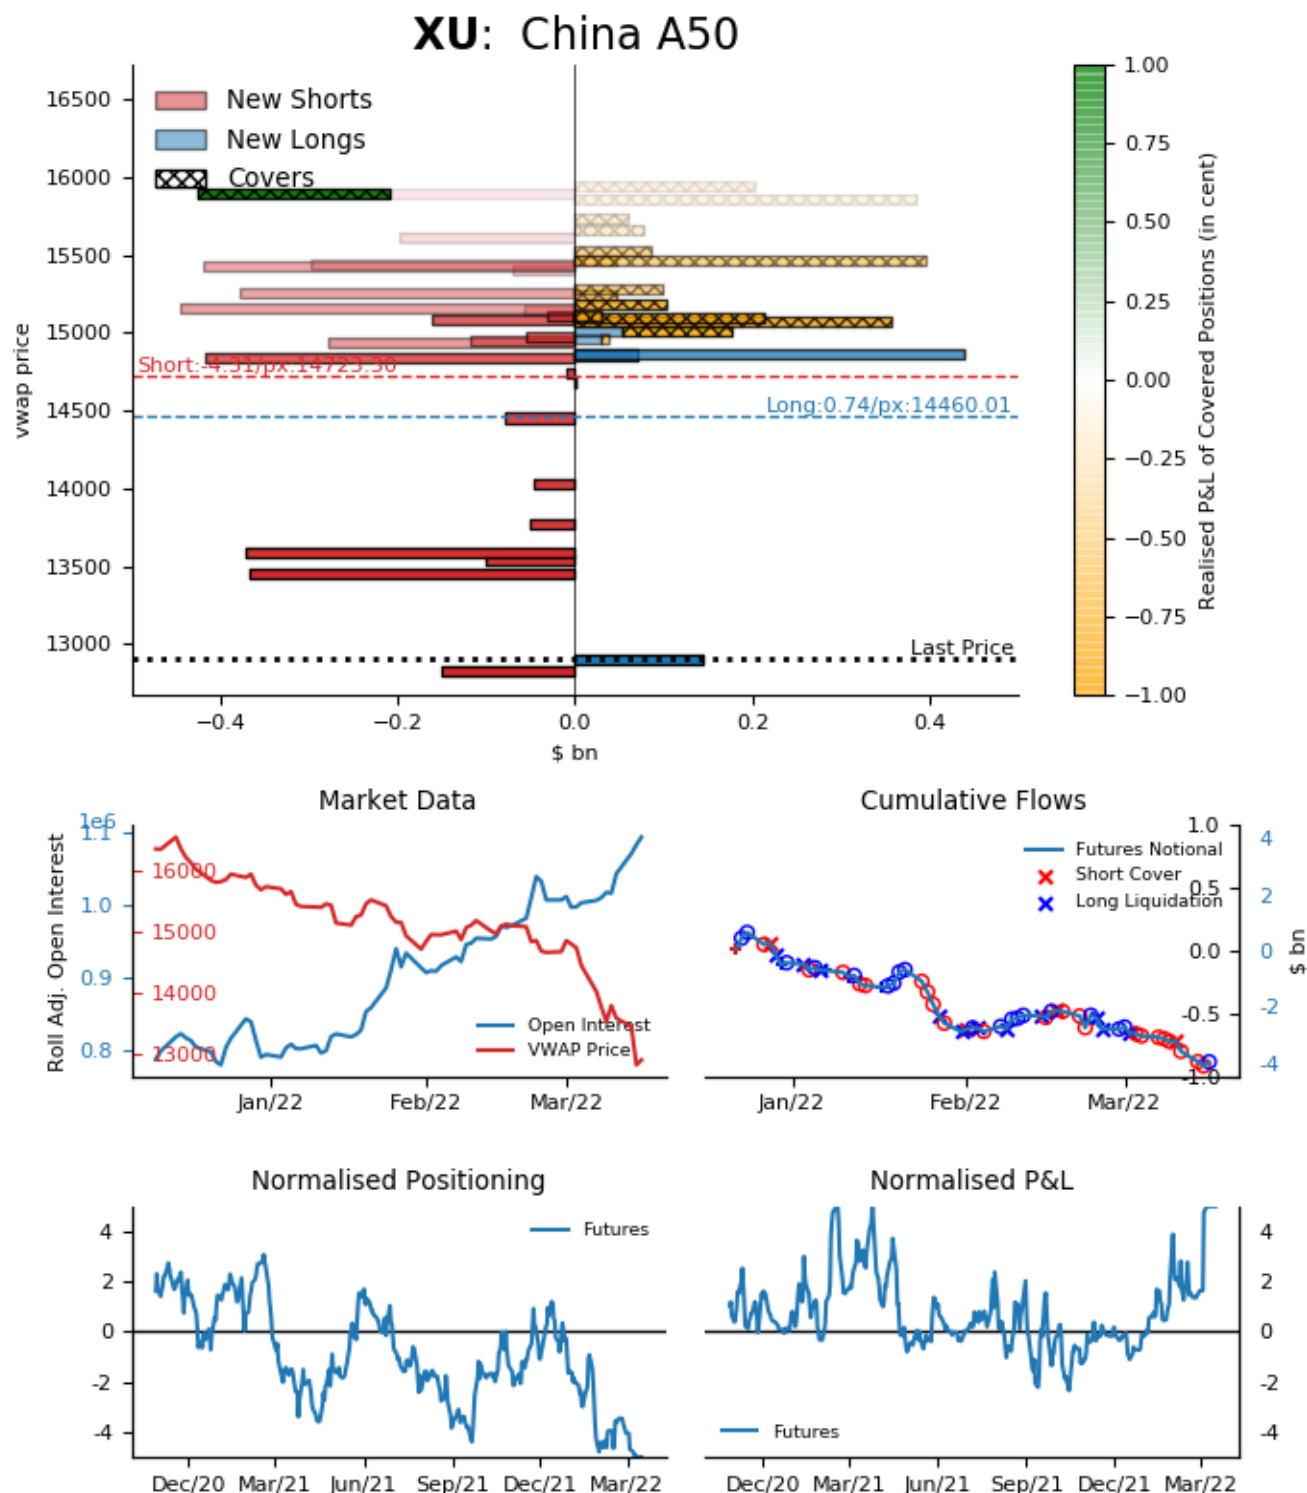 XU: China A50
16500
16000
15500
15000
14500
14000
13500
13000
vwap price
New Shorts
New Longs
Covers
Short:-4.31/px:14723.30
Long:0.74/px:14460.01
Last Price
−0.4 −0.2 0.0 0.2 0.4
$ bn
1.00
0.75
0.50
0.25
0.00
−0.25
−0.50
−0.75
−1.00
Realised P&L of Covered Positions (in cent)
Market Data
1e6
1.1
1.0
0.9
0.8
Roll Adj. Open Interest
16000
15000
14000
13000
Open Interest
VWAP Price
Jan/22 Feb/22 Mar/22
Cumulative Flows
Futures Notional
Short Cover
Long Liquidation
1.0
0.5
0.0
-0.5
-1.0
4
2
0
-2
-4
$ bn
Jan/22 Feb/22 Mar/22
Normalised Positioning
Futures
4
2
0
-2
-4
Dec/20 Mar/21 Jun/21 Sep/21 Dec/21 Mar/22
Normalised P&L
Futures
4
2
0
-2
-4
Dec/20 Mar/21 Jun/21 Sep/21 Dec/21 Mar/22